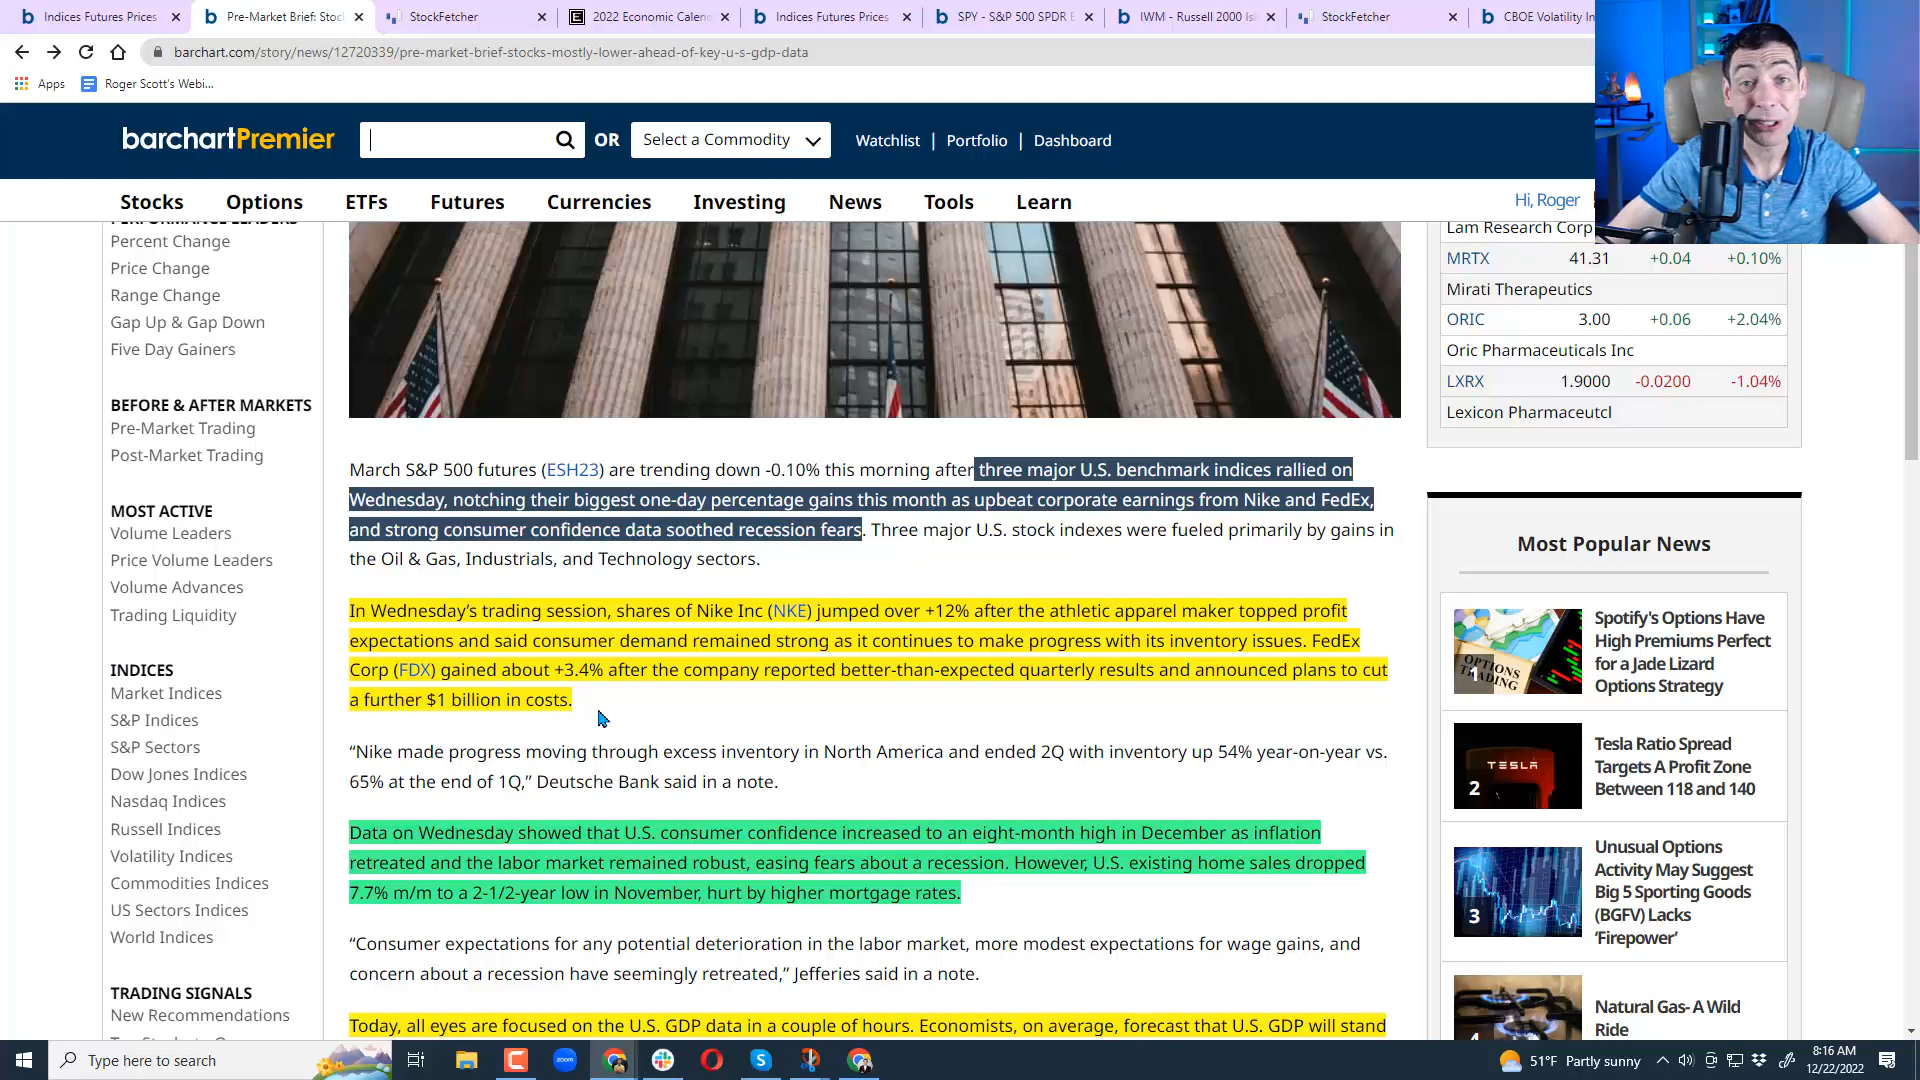 Indices Futures Prices
Pre-Market Brief: Stoc
StockFetcher
2022 Economic Calen
Indices Futures Prices
SPY - S&P 500 SPDR E
IWM - Russell 2000 Is
StockFetcher
CBOE Volatility In
barchart.com/story/news/12720339/pre-market-brief-stocks-mostly-lower-ahead-of-key-u-s-gdp-data
Apps
Roger Scott's Webi...
barchartPremier
OR
Select a Commodity
Watchlist | Portfolio | Dashboard
Stocks
Options
ETFs
Futures
Currencies
Investing
News
Tools
Learn
Hi, Roger
PERFORMANCE LEADERS
Percent Change
Price Change
Range Change
Gap Up & Gap Down
Five Day Gainers
BEFORE & AFTER MARKETS
Pre-Market Trading
Post-Market Trading
MOST ACTIVE
Volume Leaders
Price Volume Leaders
Volume Advances
Trading Liquidity
INDICES
Market Indices
S&P Indices
S&P Sectors
Dow Jones Indices
Nasdaq Indices
Russell Indices
Volatility Indices
Commodities Indices
US Sectors Indices
World Indices
TRADING SIGNALS
New Recommendations
March S&P 500 futures (ESH23) are trending down -0.10% this morning after three major U.S. benchmark indices rallied on
Wednesday, notching their biggest one-day percentage gains this month as upbeat corporate earnings from Nike and FedEx,
and strong consumer confidence data soothed recession fears. Three major U.S. stock indexes were fueled primarily by gains in
the Oil & Gas, Industrials, and Technology sectors.
In Wednesday's trading session, shares of Nike Inc (NKE) jumped over +12% after the athletic apparel maker topped profit
expectations and said consumer demand remained strong as it continues to make progress with its inventory issues. FedEx
Corp (FDX) gained about +3.4% after the company reported better-than-expected quarterly results and announced plans to cut
a further $1 billion in costs.
“Nike made progress moving through excess inventory in North America and ended 2Q with inventory up 54% year-on-year vs.
65% at the end of 1Q,” Deutsche Bank said in a note.
Data on Wednesday showed that U.S. consumer confidence increased to an eight-month high in December as inflation
retreated and the labor market remained robust, easing fears about a recession. However, U.S. existing home sales dropped
7.7% m/m to a 2-1/2-year low in November, hurt by higher mortgage rates.
“Consumer expectations for any potential deterioration in the labor market, more modest expectations for wage gains, and
concern about a recession have seemingly retreated,” Jefferies said in a note.
Today, all eyes are focused on the U.S. GDP data in a couple of hours. Economists, on average, forecast that U.S. GDP will stand
Lam Research Corp
MRTX 41.31 +0.04 +0.10%
Mirati Therapeutics
ORIC 3.00 +0.06 +2.04%
Oric Pharmaceuticals Inc
LXRX 1.9000 -0.0200 -1.04%
Lexicon Pharmaceutcl
Most Popular News
OPTIONS
TRADING
1
Spotify's Options Have
High Premiums Perfect
for a Jade Lizard
Options Strategy
TESLA
2
Tesla Ratio Spread
Targets A Profit Zone
Between 118 and 140
3
Unusual Options
Activity May Suggest
Big 5 Sporting Goods
(BGFV) Lacks
'Firepower'
Natural Gas- A Wild
Ride
Type here to search
zoom
51°F Partly sunny
8:16 AM
12/22/2022